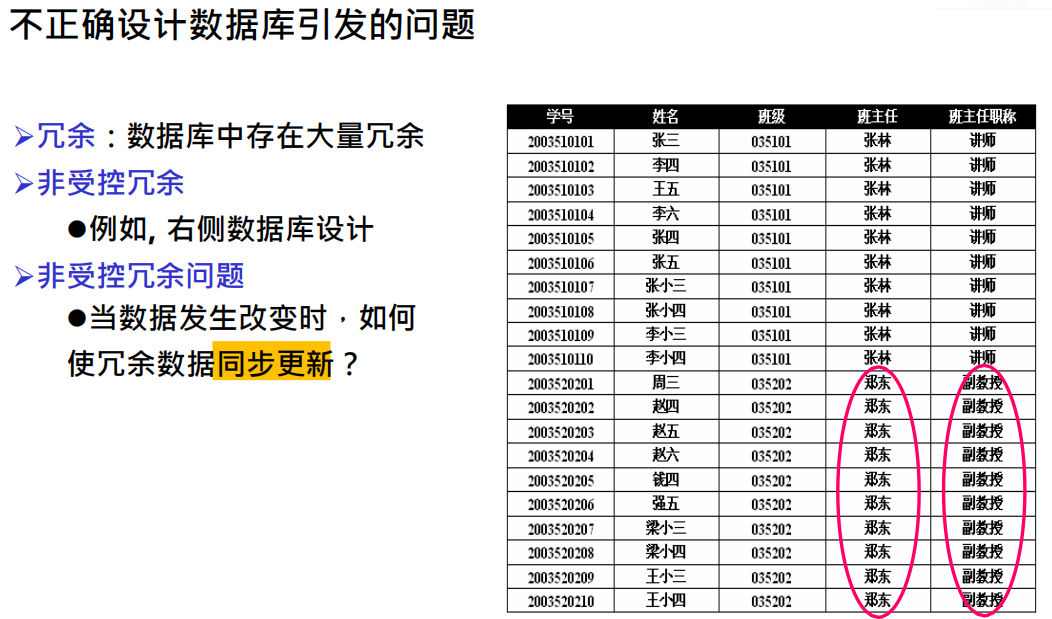 不正确设计数据库引发的问题
➢冗余：数据库中存在大量冗余
➢非受控冗余
●例如, 右侧数据库设计
➢非受控冗余问题
●当数据发生改变时，如何
使冗余数据同步更新？
学号 姓名 班级 班主任 班主任职称
2003510101 张三 035101 张林 讲师
2003510102 李四 035101 张林 讲师
2003510103 王五 035101 张林 讲师
2003510104 李六 035101 张林 讲师
2003510105 张四 035101 张林 讲师
2003510106 张五 035101 张林 讲师
2003510107 张小三 035101 张林 讲师
2003510108 张小四 035101 张林 讲师
2003510109 李小三 035101 张林 讲师
2003510110 李小四 035101 张林 讲师
2003520201 周三 035202 郑东 副教授
2003520202 赵四 035202 郑东 副教授
2003520203 赵五 035202 郑东 副教授
2003520204 赵六 035202 郑东 副教授
2003520205 钱四 035202 郑东 副教授
2003520206 强五 035202 郑东 副教授
2003520207 梁小三 035202 郑东 副教授
2003520208 梁小四 035202 郑东 副教授
2003520209 王小三 035202 郑东 副教授
2003520210 王小四 035202 郑东 副教授